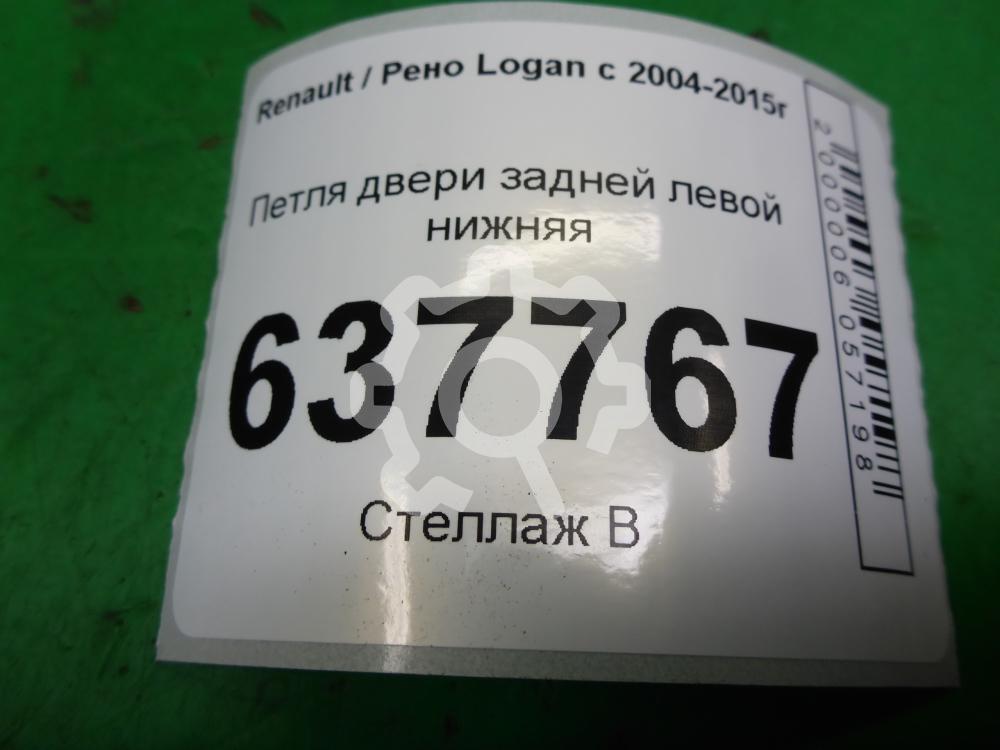 Renault / Рено Logan с 2004-2015г
Петля двери задней левой
нижняя
637767
Стеллаж В
2000006057198